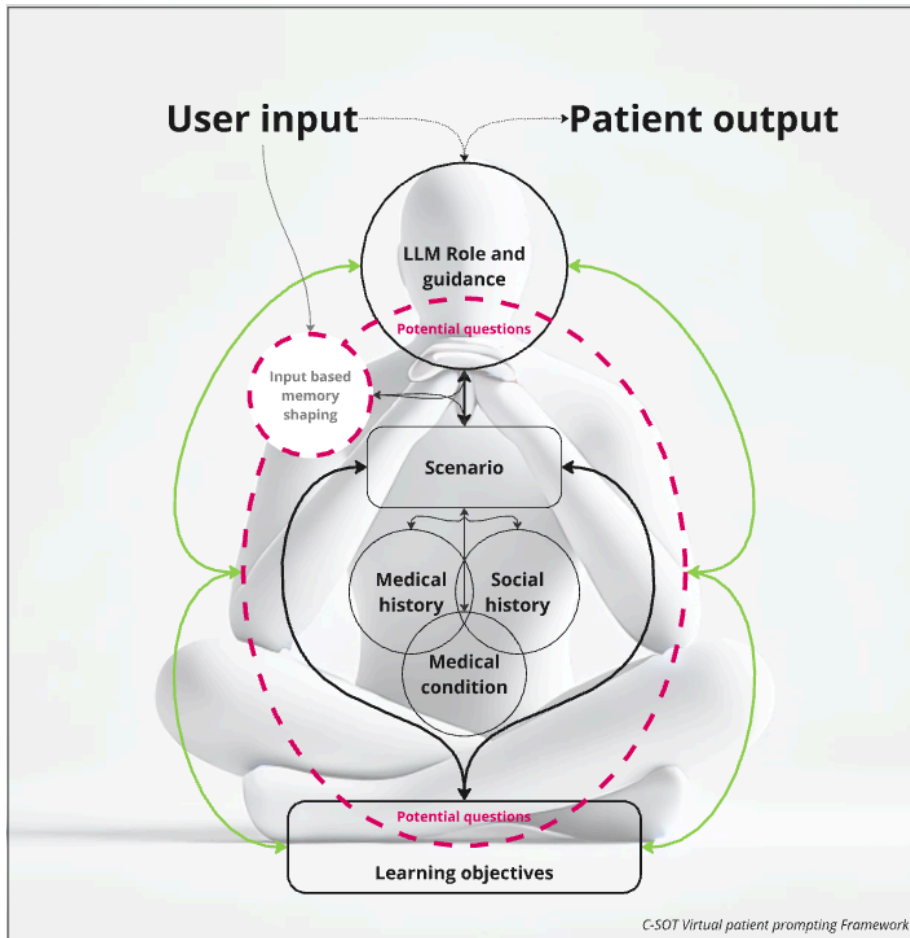 User input
Patient output
LLM Role and
guidance
Potential questions
Input based
memory
shaping
Scenario
Medical
history
Social
history
Medical
condition
Potential questions
Learning objectives
C-SOT Virtual patient prompting Framework